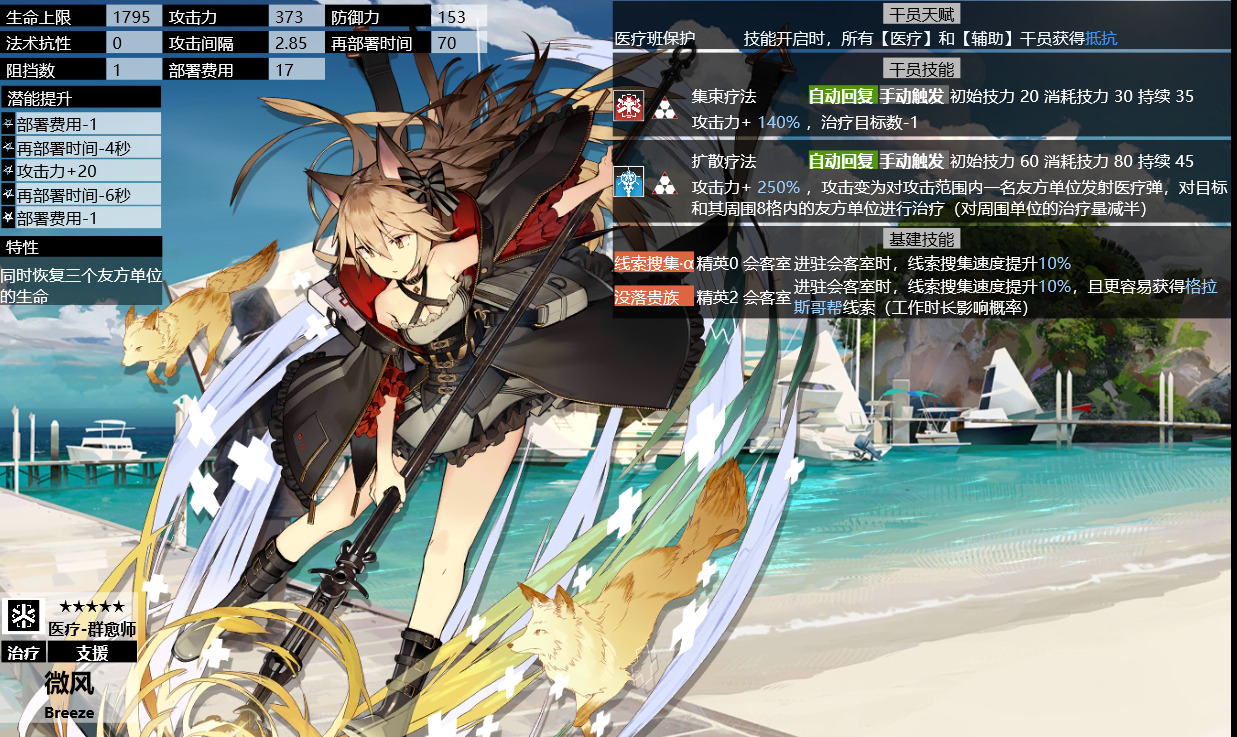 生命上限 1795 攻击力 373 防御力 153
法术抗性 0 攻击间隔 2.85 再部署时间 70
阻挡数 1 部署费用 17
潜能提升
部署费用-1
再部署时间-4秒
攻击力+20
再部署时间-6秒
部署费用-1
特性
同时恢复三个友方单位
的生命
干员天赋
医疗班保护 技能开启时，所有【医疗】和【辅助】干员获得抵抗
干员技能
集束疗法 自动回复 手动触发 初始技力 20 消耗技力 30 持续 35
攻击力+ 140% ，治疗目标数-1
扩散疗法 自动回复 手动触发 初始技力 60 消耗技力 80 持续 45
攻击力+ 250% ，攻击变为对攻击范围内一名友方单位发射医疗弹，对目标
和其周围8格内的友方单位进行治疗（对周围单位的治疗量减半）
基建技能
线索搜集·α 精英0 会客室 进驻会客室时，线索搜集速度提升10%
没落贵族 精英2 会客室 进驻会客室时，线索搜集速度提升10%，且更容易获得格拉
斯哥帮线索（工作时长影响概率）
★★★★★
医疗-群愈师
治疗 支援
微风
Breeze